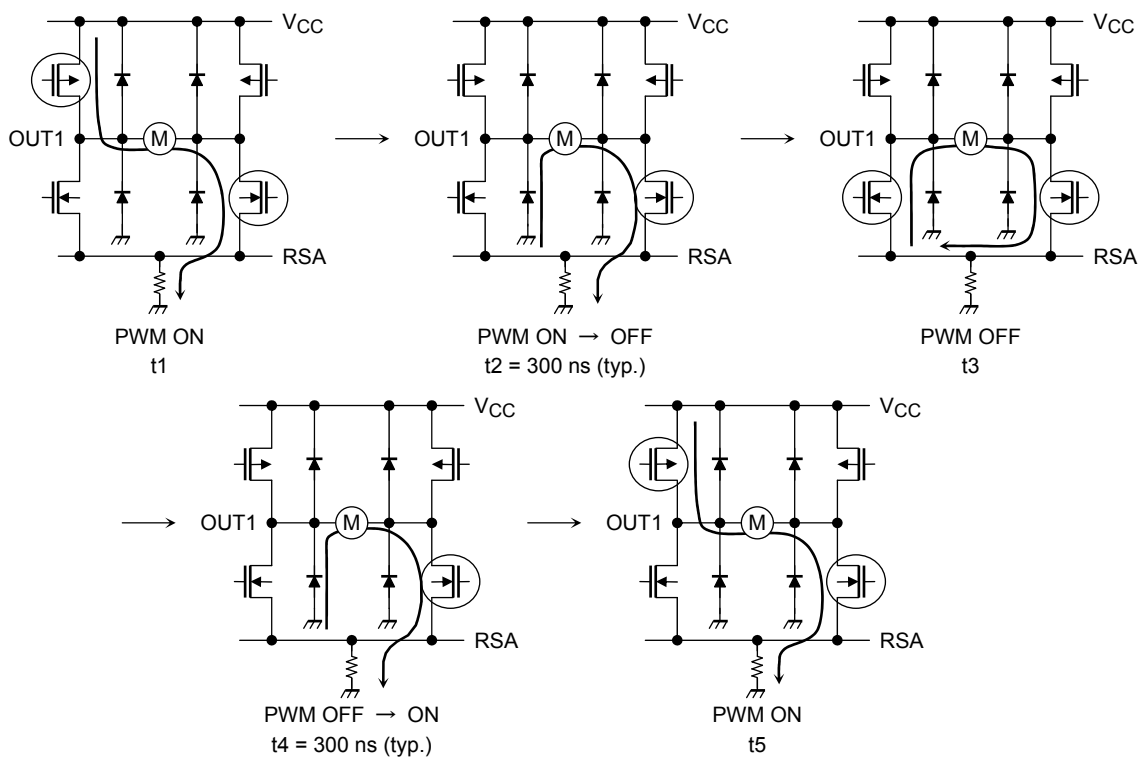 VCC
OUT1
M
RSA
PWM ON
t1
VCC
OUT1
M
RSA
PWM ON → OFF
t2 = 300 ns (typ.)
VCC
OUT1
M
RSA
PWM OFF
t3
VCC
OUT1
M
RSA
PWM OFF → ON
t4 = 300 ns (typ.)
VCC
OUT1
M
RSA
PWM ON
t5